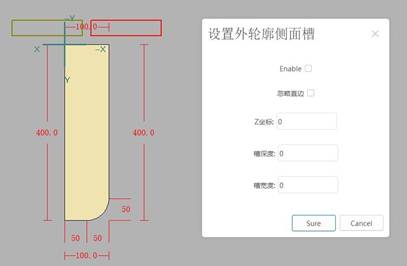 -Y
100.0
X
-X
Y
400.0
400.0
50
50
50
100.0
设置外轮廓侧面槽
Enable
忽略直边
Z坐标: 0
槽深度: 0
槽宽度: 0
Sure
Cancel